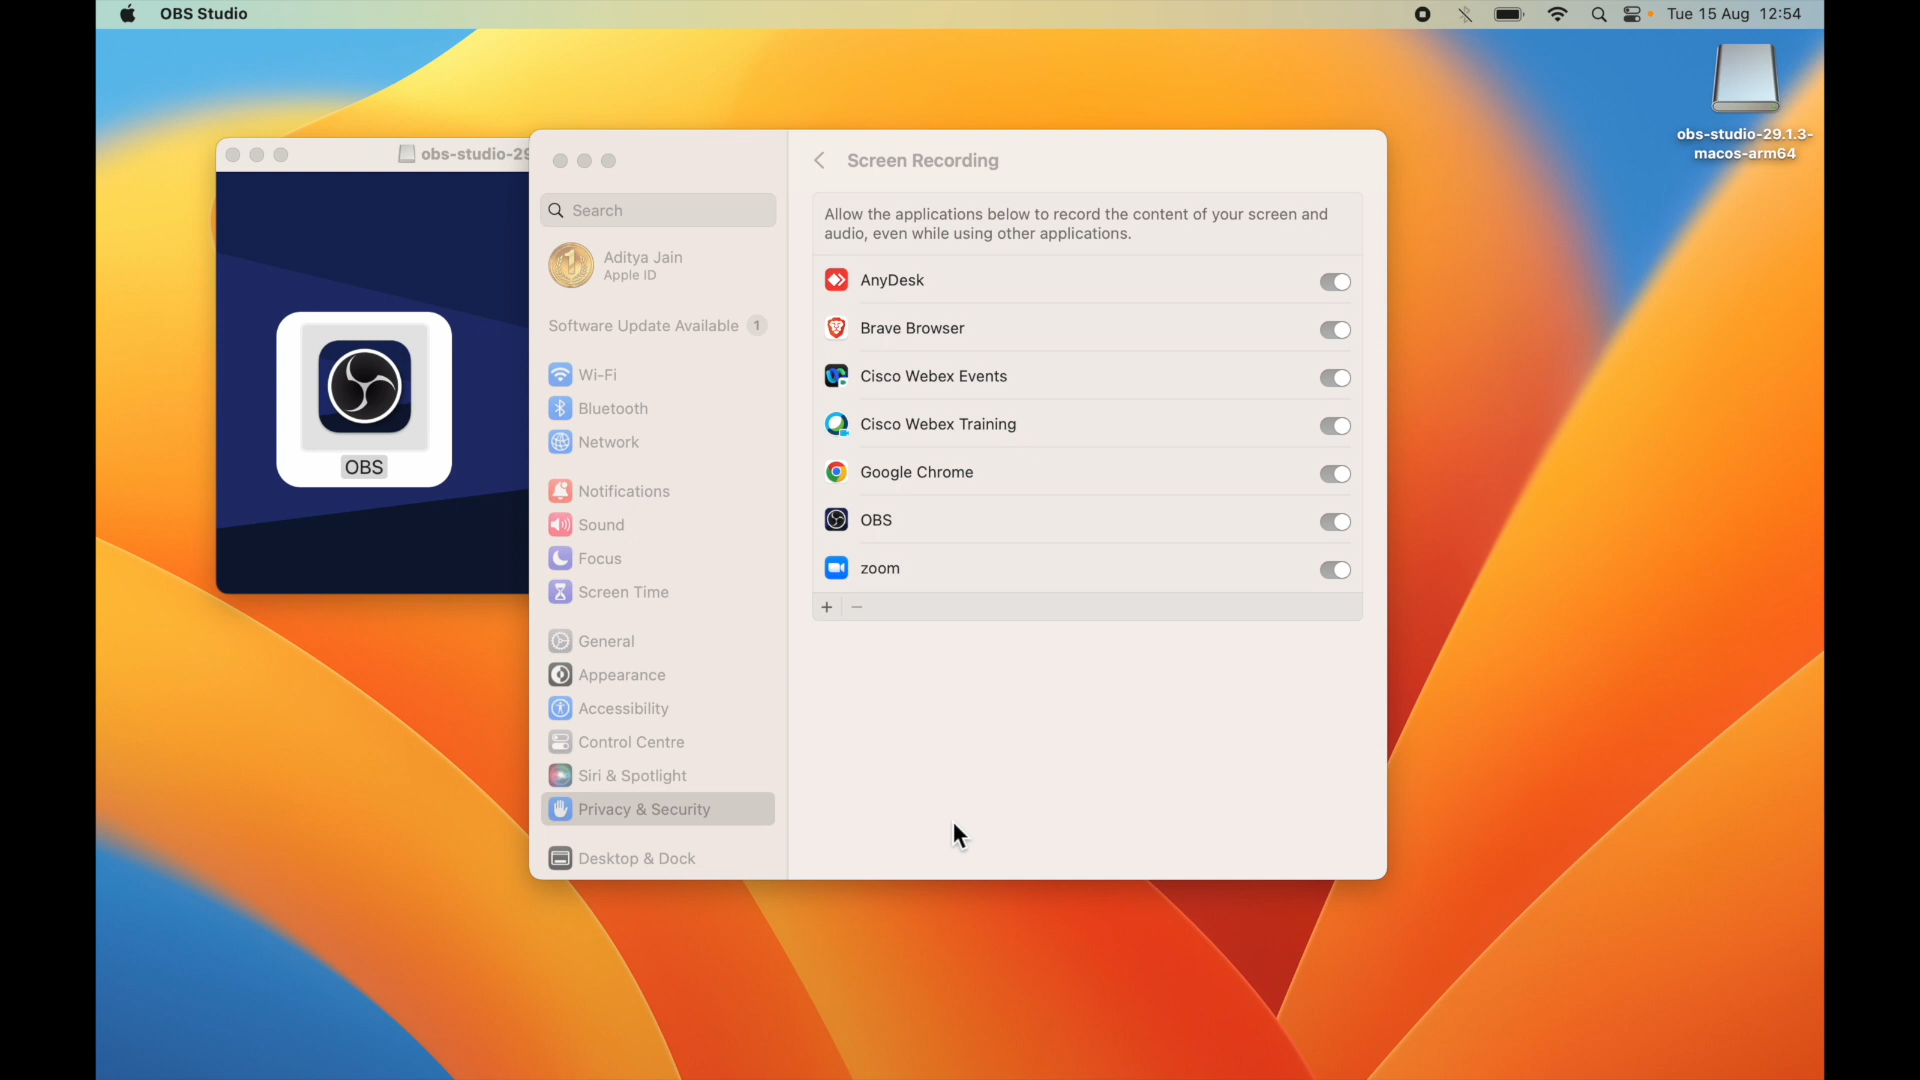 OBS Studio
Tue 15 Aug 12:54
obs-studio-29.1.3-
macos-arm64
obs-studio-29
OBS
Search
Aditya Jain
Apple ID
Software Update Available 1
Wi-Fi
Bluetooth
Network
Notifications
Sound
Focus
Screen Time
General
Appearance
Accessibility
Control Centre
Siri & Spotlight
Privacy & Security
Desktop & Dock
Screen Recording
Allow the applications below to record the content of your screen and
audio, even while using other applications.
AnyDesk
Brave Browser
Cisco Webex Events
Cisco Webex Training
Google Chrome
OBS
zoom